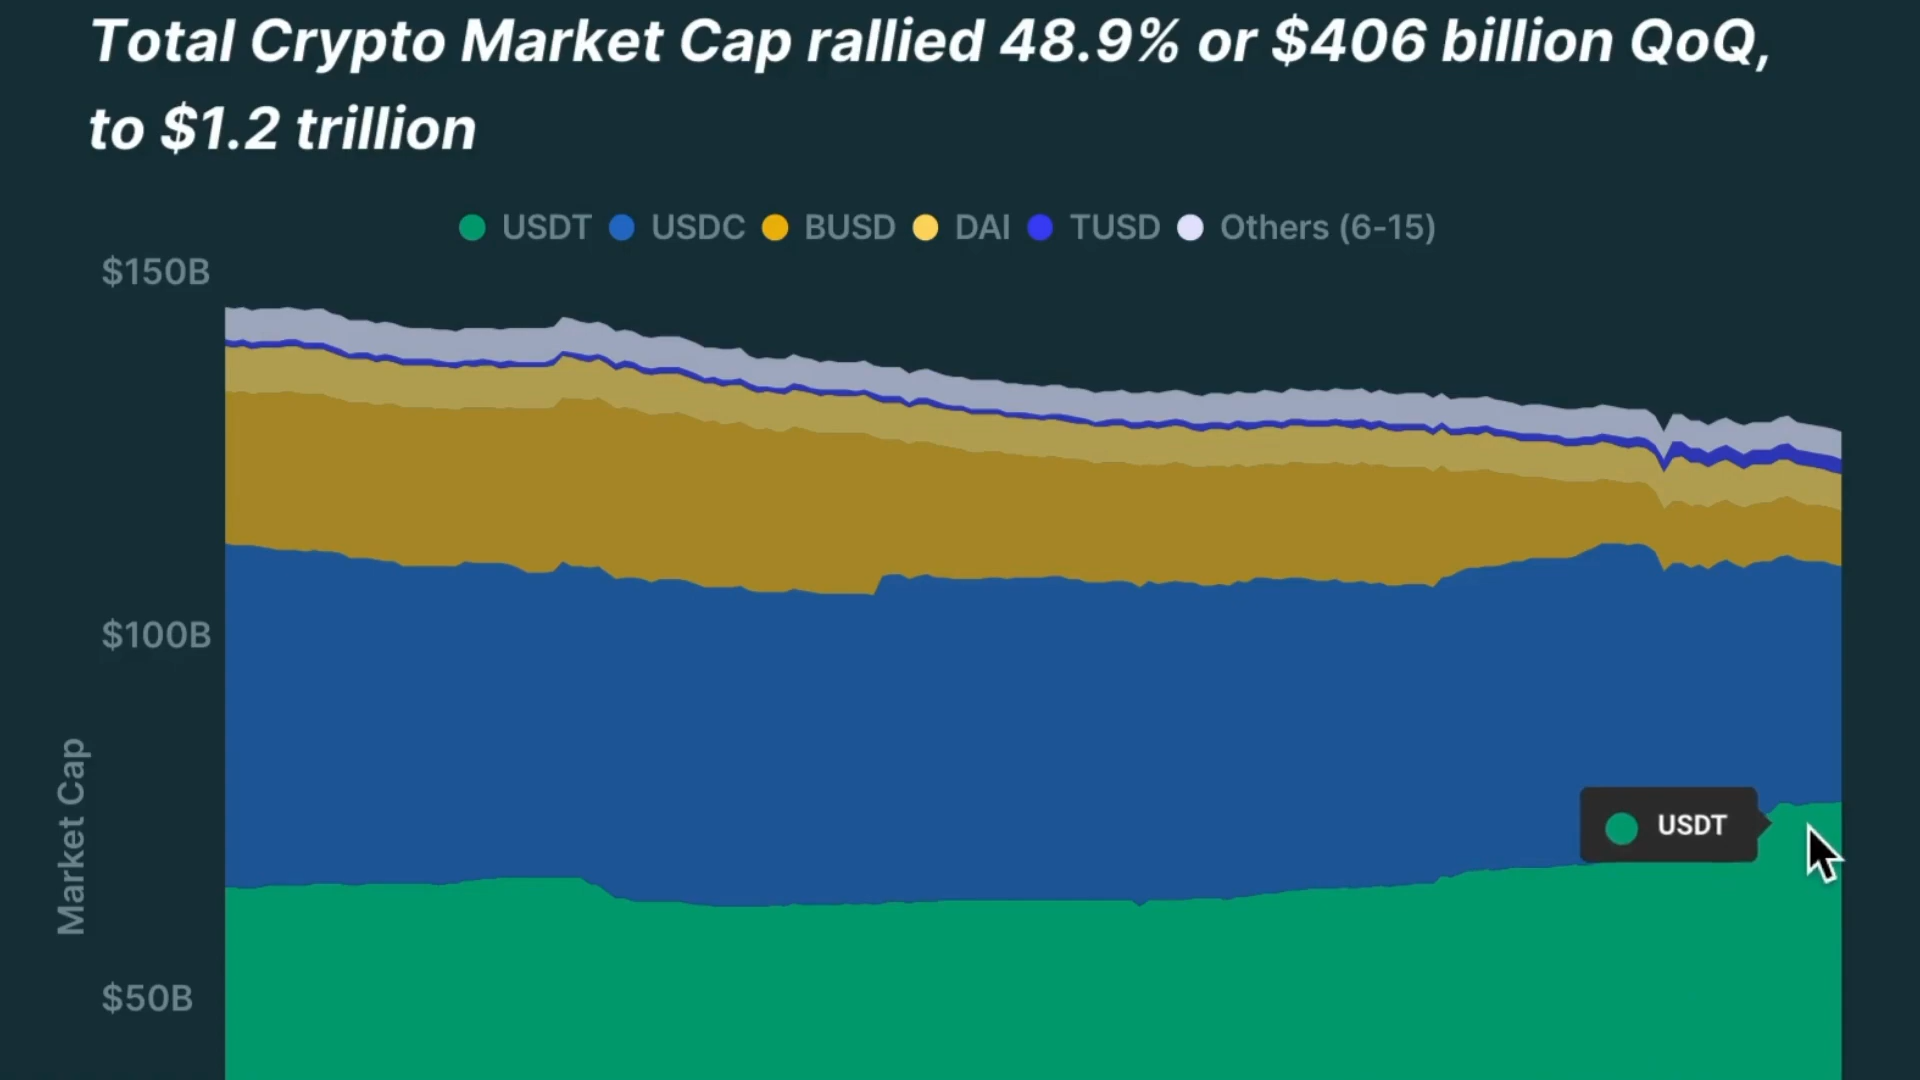 Total Crypto Market Cap rallied 48.9% or $406 billion QoQ,
to $1.2 trillion
USDT USDC BUSD DAI TUSD Others (6-15)
$150B
$100B
Market Cap
USDT
$50B